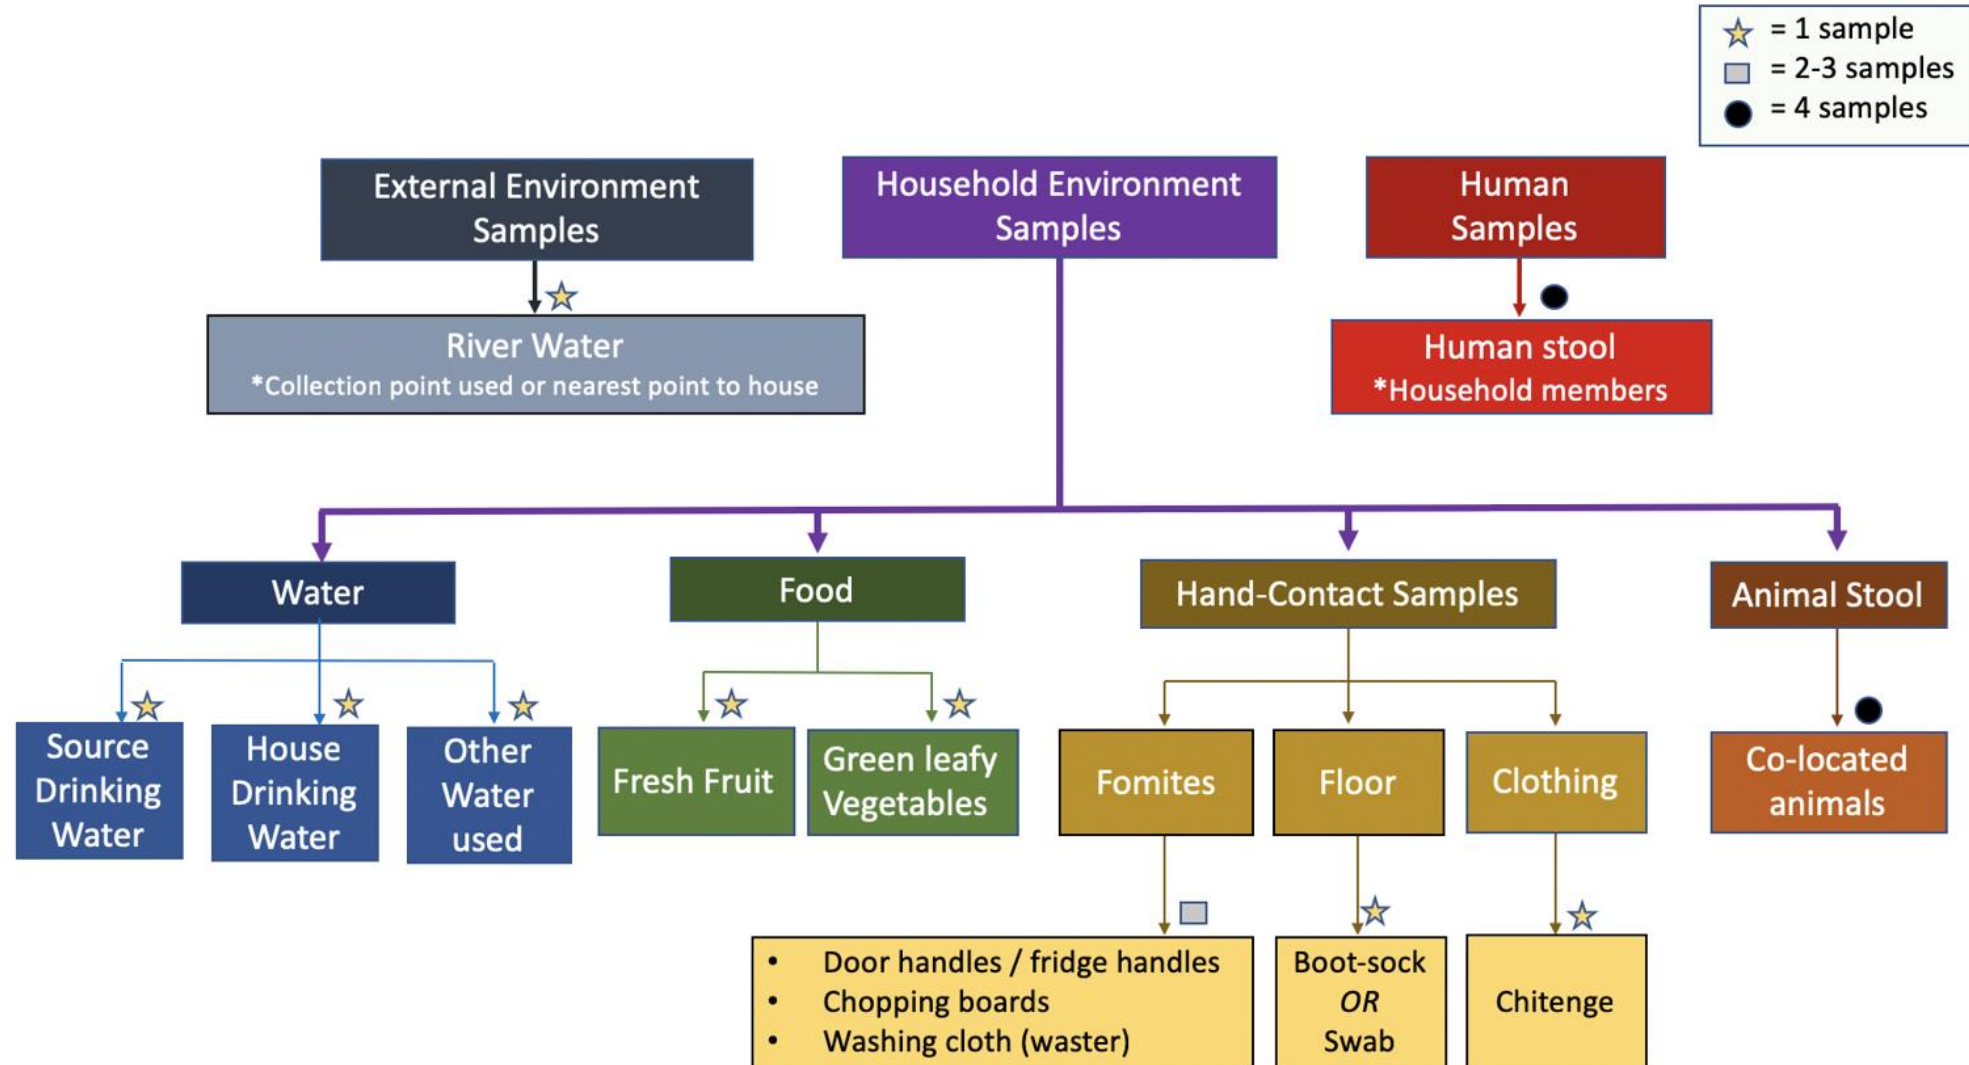 = 1 sample
= 2-3 samples
= 4 samples
External Environment
Samples
Household Environment
Samples
Human
Samples
River Water
*Collection point used or nearest point to house
Human stool
*Household members
Water
Food
Hand-Contact Samples
Animal Stool
Source
Drinking
Water
House
Drinking
Water
Other
Water
used
Fresh Fruit
Green leafy
Vegetables
Fomites
Floor
Clothing
Co-located
animals
• Door handles / fridge handles
• Chopping boards
• Washing cloth (waster)
Boot-sock
OR
Swab
Chitenge